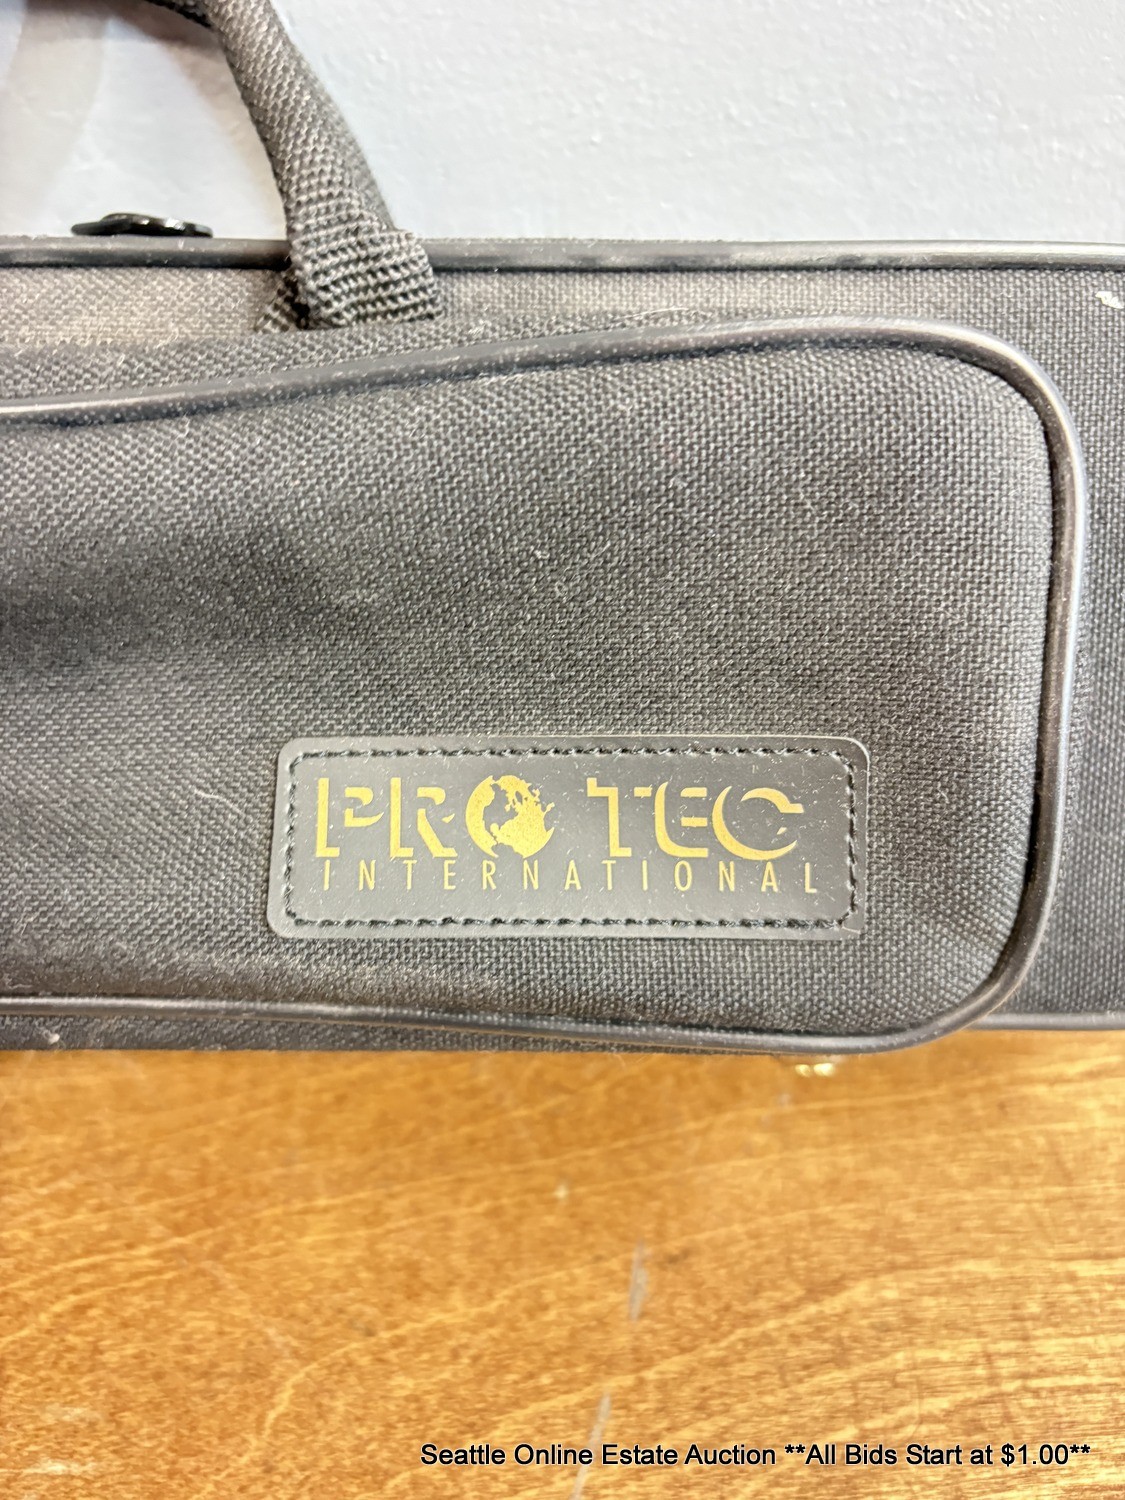 PRO TEC
INTERNATIONAL
Seattle Online Estate Auction **All Bids Start at $1.00**